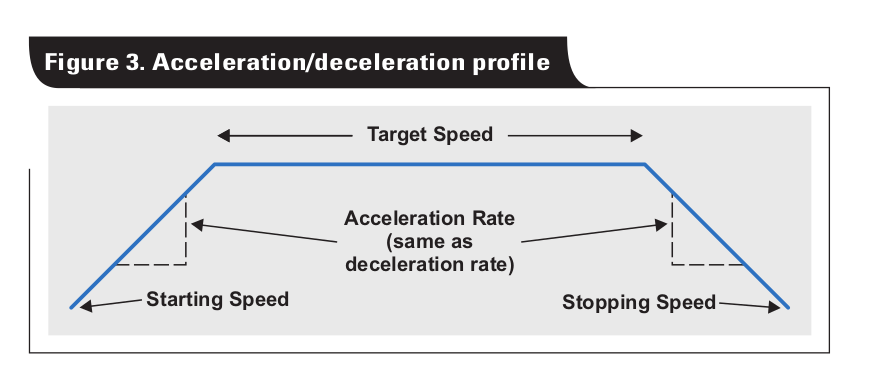 Figure 3. Acceleration/deceleration profile
Target Speed
Acceleration Rate
(same as
deceleration rate)
Starting Speed
Stopping Speed